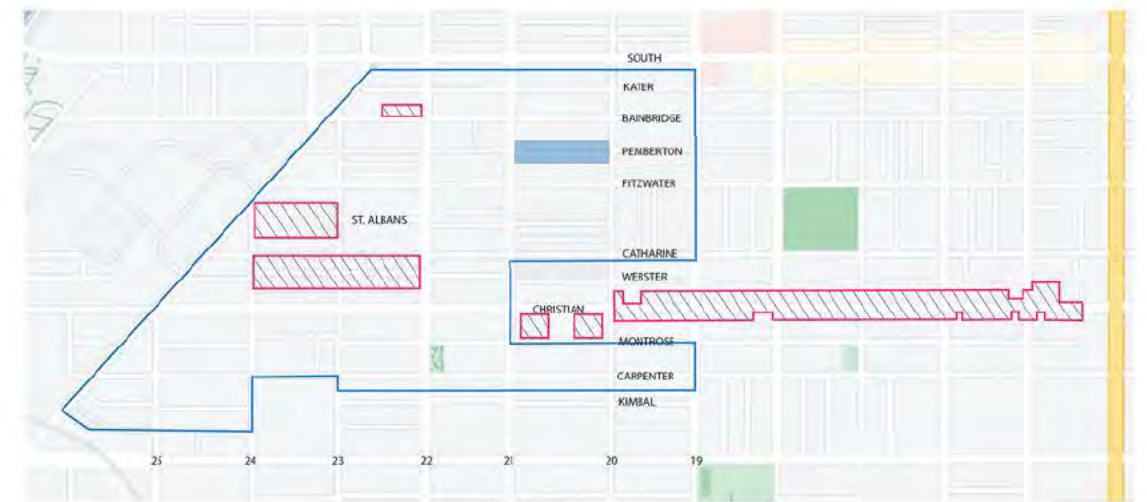 SOUTH
KATER
BAINBRIDGE
PEMBERTON
FITZWATER
ST. ALBANS
CATHARINE
WEBSTER
CHRISTIAN
MONTROSE
CARPENTER
KIMBAL
25 24 23 22 21 20 19